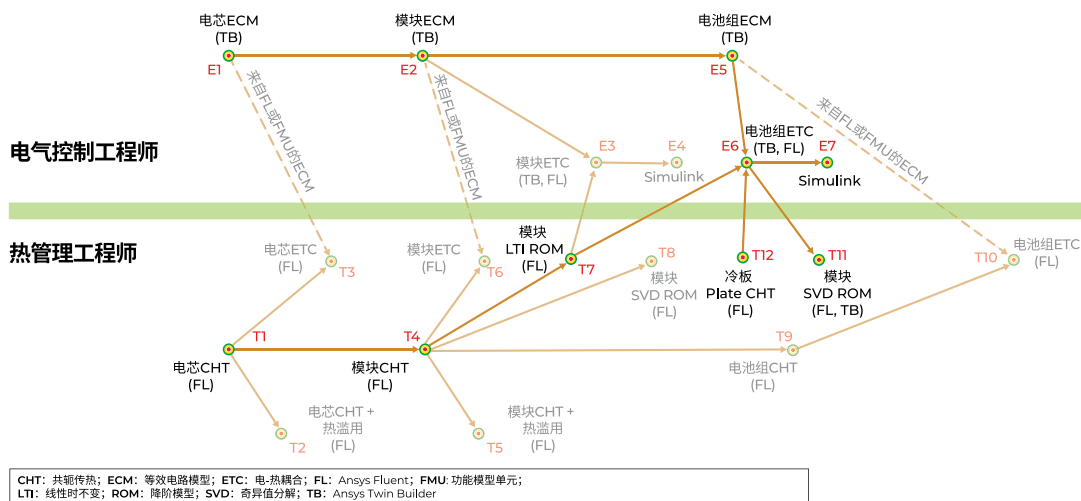 电芯ECM
(TB)
E1
模块ECM
(TB)
E2
电池组ECM
(TB)
E5
来自FL或FMU的ECM
来自FL或FMU的ECM
来自FL或FMU的ECM
电气控制工程师
模块ETC
(TB, FL)
E3
E4
Simulink
电池组ETC
(TB, FL)
E6
E7
Simulink
热管理工程师
电芯ETC
(FL)
T3
模块ETC
(FL)
T6
模块
LTI ROM
(FL)
T7
T8
模块
SVD ROM
(FL)
T12
冷板
Plate CHT
(FL)
T11
模块
SVD ROM
(FL, TB)
电池组ETC
(FL)
T10
T1
电芯CHT
(FL)
T4
模块CHT
(FL)
T9
电池组CHT
(FL)
电芯CHT +
热滥用
(FL)
T2
模块CHT +
热滥用
(FL)
T5
CHT：共轭传热；ECM：等效电路模型；ETC：电-热耦合；FL：Ansys Fluent；FMU: 功能模型单元；
LTI：线性时不变；ROM：降阶模型；SVD：奇异值分解；TB：Ansys Twin Builder